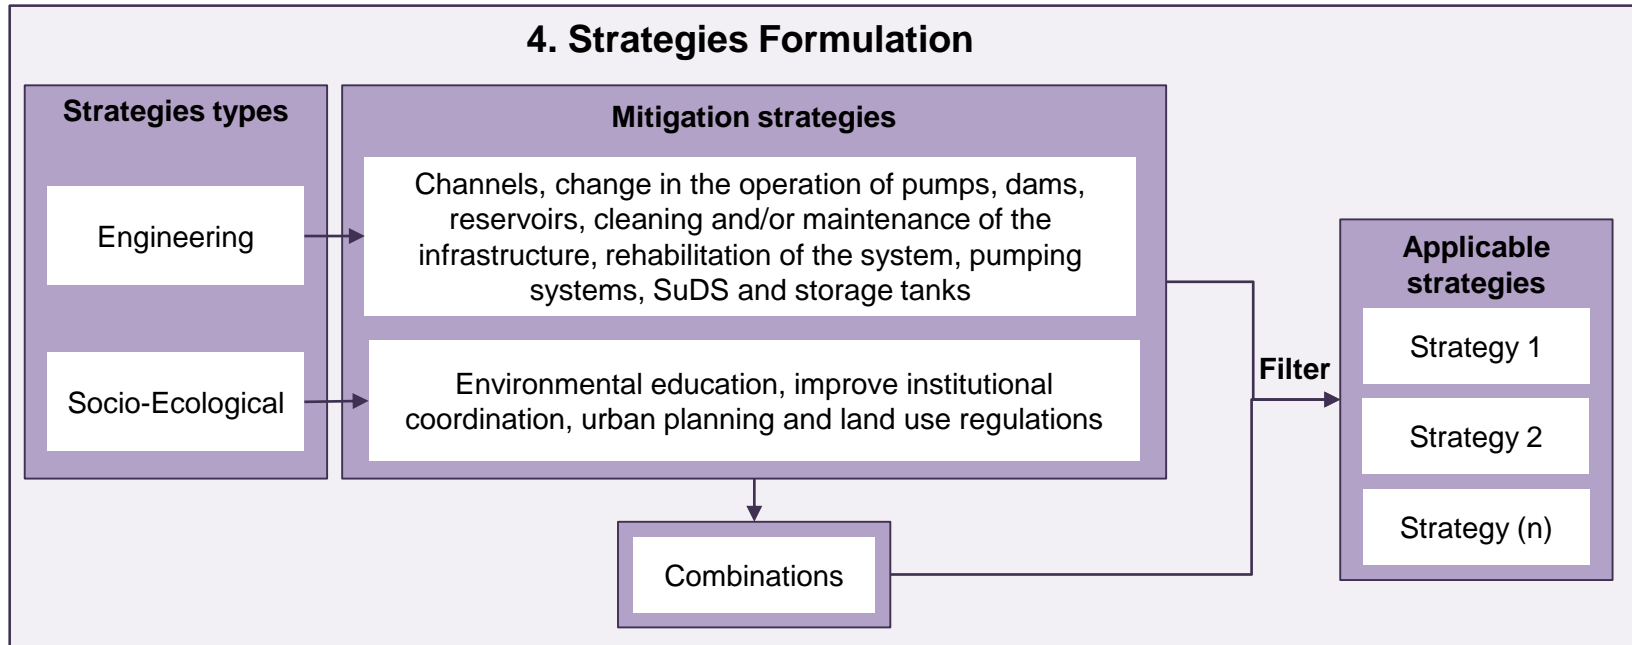 4. Strategies Formulation
Strategies types
Engineering
Socio-Ecological
Mitigation strategies
Channels, change in the operation of pumps, dams,
reservoirs, cleaning and/or maintenance of the
infrastructure, rehabilitation of the system, pumping
systems, SuDS and storage tanks
Environmental education, improve institutional
coordination, urban planning and land use regulations
Combinations
Filter
Applicable
strategies
Strategy 1
Strategy 2
Strategy (n)